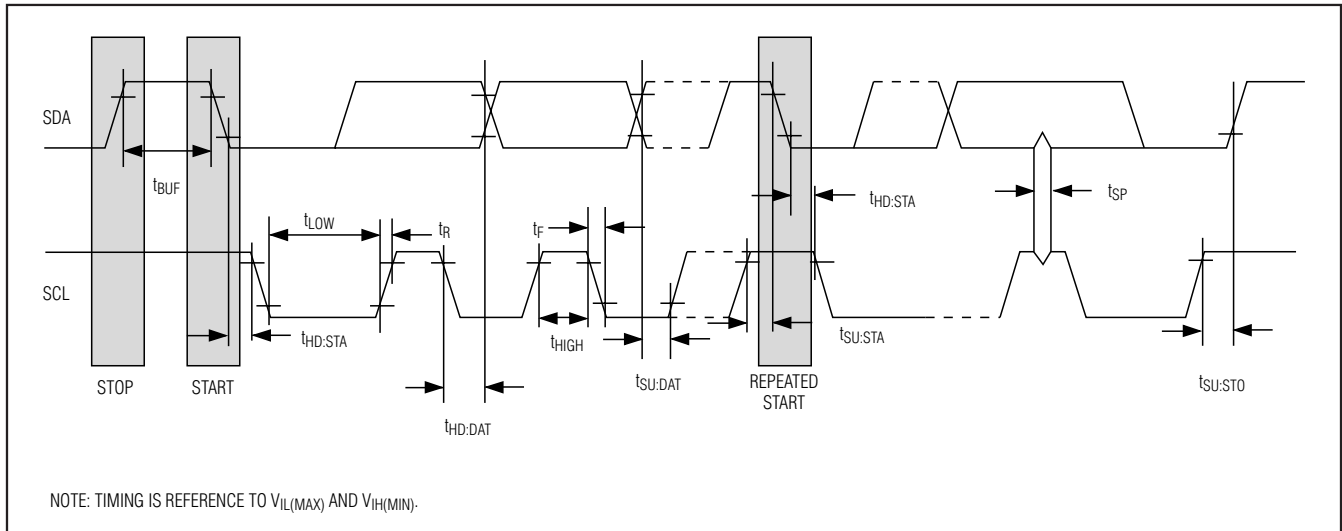 SDA
tBUF
tLOW
tR
tF
tHD:STA
tSP
SCL
tHD:STA
tHIGH
tSU:DAT
tSU:STA
tSU:STO
tHD:DAT
STOP
START
REPEATED
START
NOTE: TIMING IS REFERENCE TO VIL(MAX) AND VIH(MIN).